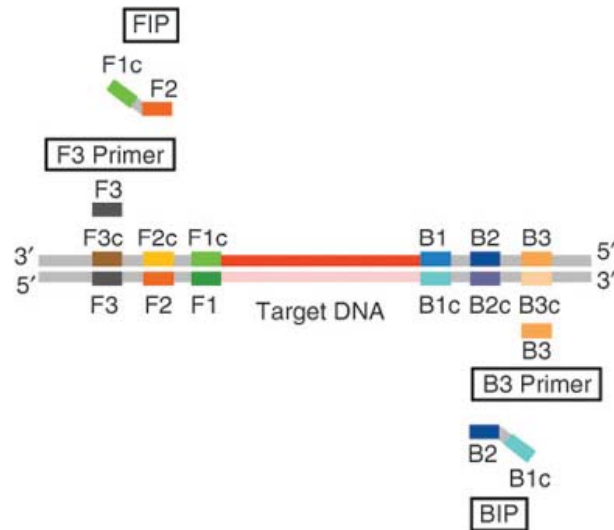 FIP
F1c
F2
F3 Primer
F3
F3c F2c F1c B1 B2 B3
3′ 5′
5′ 3′
F3 F2 F1 Target DNA B1c B2c B3c
B3
B3 Primer
B2
B1c
BIP